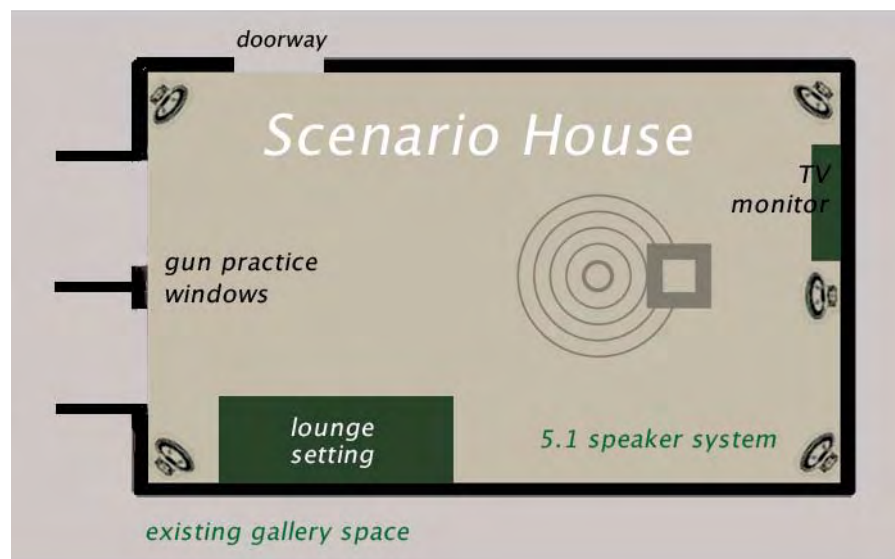 doorway
Scenario House
TV
monitor
gun practice
windows
lounge
setting
5.1 speaker system
existing gallery space